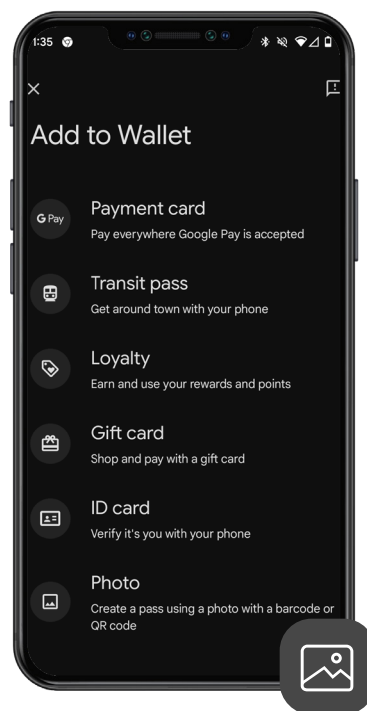 1:35
Add to Wallet
G Pay
Payment card
Pay everywhere Google Pay is accepted
Transit pass
Get around town with your phone
Loyalty
Earn and use your rewards and points
Gift card
Shop and pay with a gift card
ID card
Verify it's you with your phone
Photo
Create a pass using a photo with a barcode or
QR code